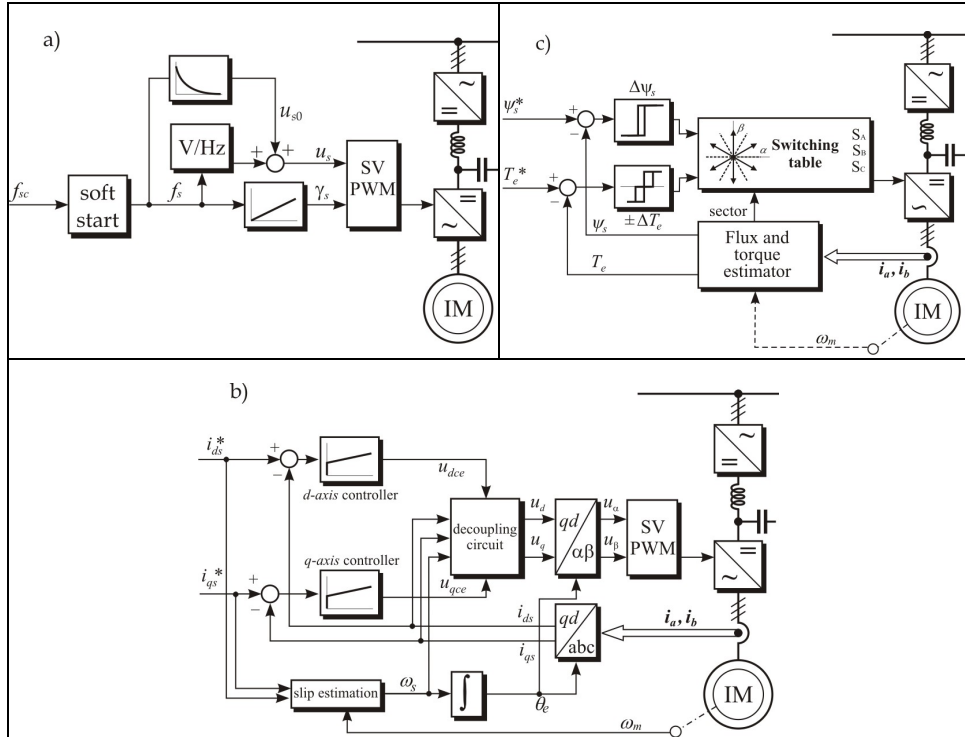 a)
u_s0
V/Hz
+
+
u_s
SV
PWM
f_sc
soft
start
f_s
γ_s
~
=
=
~
IM
c)
ψ_s*
+
−
Δψ_s
β
α
Switching
table
S_A
S_B
S_C
T_e*
+
−
±ΔT_e
sector
ψ_s
T_e
Flux and
torque
estimator
i_a, i_b
~
=
=
~
IM
ω_m
b)
i_ds*
+
−
d-axis controller
u_dce
i_qs*
+
−
q-axis controller
u_qce
decoupling
circuit
u_d
u_q
qd
αβ
u_α
u_β
SV
PWM
~
=
=
~
i_ds
i_qs
qd
abc
i_a, i_b
slip estimation
ω_s
∫
θ_e
ω_m
IM